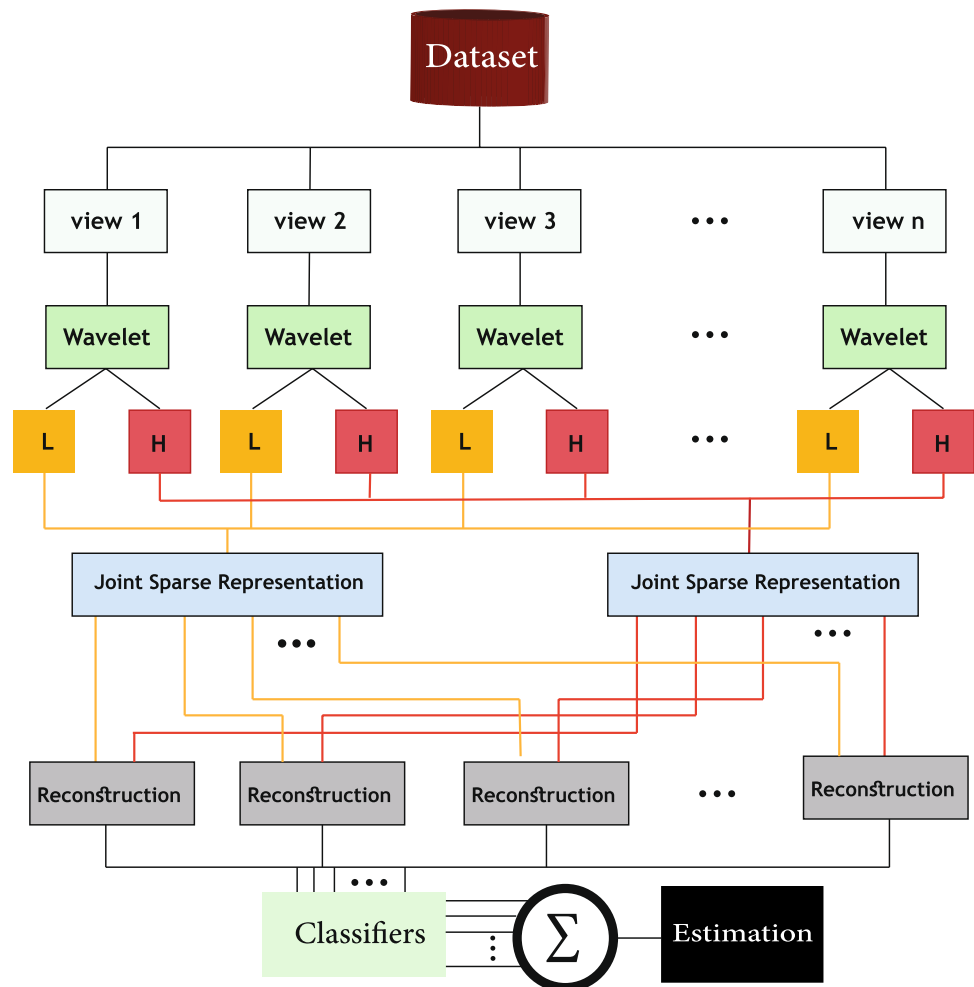 Dataset
view 1 view 2 view 3 ... view n
Wavelet Wavelet Wavelet ... Wavelet
L H L H L H ... L H
Joint Sparse Representation Joint Sparse Representation
... ...
Reconstruction Reconstruction Reconstruction ... Reconstruction
...
Classifiers ... Σ Estimation